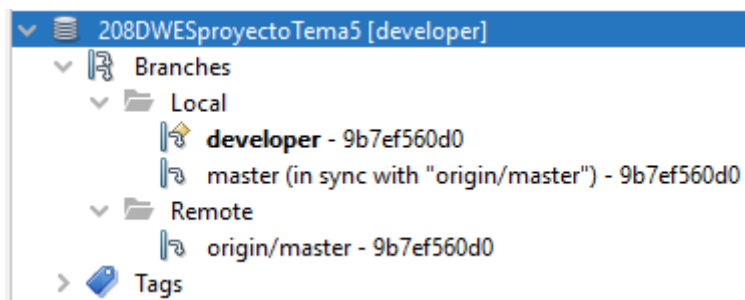 208DWESproyectoTema5 [developer]
Branches
Local
developer - 9b7ef560d0
master (in sync with "origin/master") - 9b7ef560d0
Remote
origin/master - 9b7ef560d0
Tags